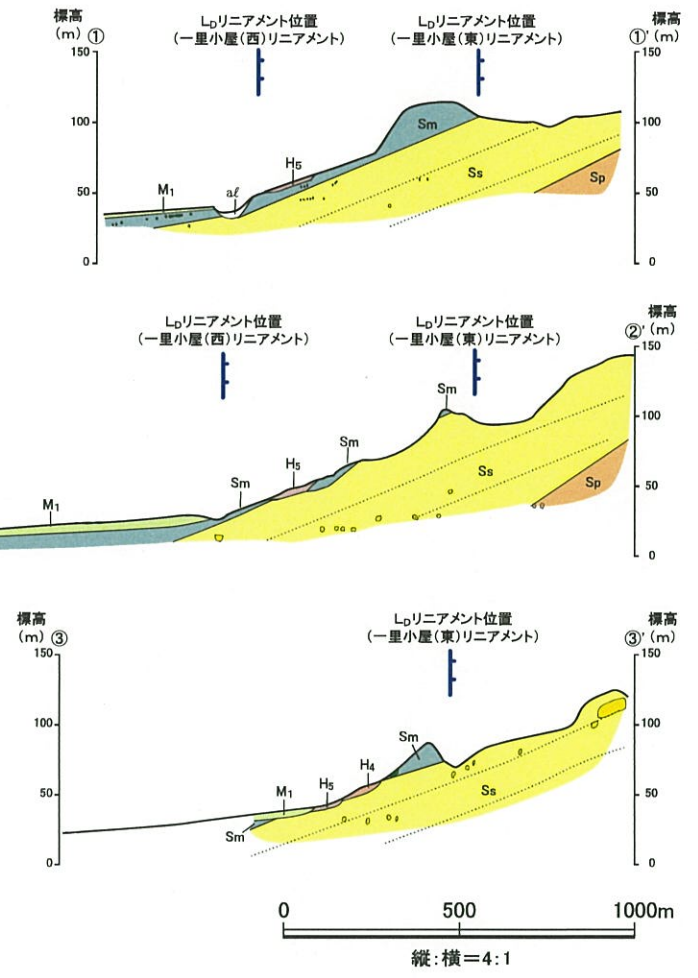 標高
(m) ①
LDリニアメント位置
(一里小屋(西)リニアメント)
LDリニアメント位置
(一里小屋(東)リニアメント)
標高
①' (m)
150
100
50
0
150
100
50
0
M1
aℓ
H5
Sm
Ss
Sp
LDリニアメント位置
(一里小屋(西)リニアメント)
LDリニアメント位置
(一里小屋(東)リニアメント)
標高
②' (m)
150
100
50
0
M1
Sm
H5
Sm
Sm
Ss
Sp
標高
(m) ③
LDリニアメント位置
(一里小屋(東)リニアメント)
標高
③' (m)
150
100
50
0
150
100
50
0
Sm
M1
H5
H4
Sm
Ss
0 500 1000m
縦:横=4:1